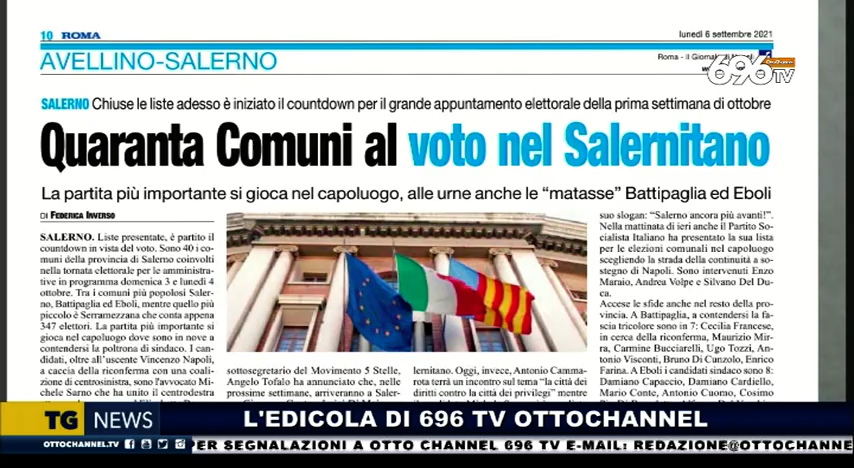 10 ROMA
lunedì 6 settembre 2021
AVELLINO-SALERNO
Roma - il Giornale di
696 TV
SALERNO Chiuse le liste adesso è iniziato il countdown per il grande appuntamento elettorale della prima settimana di ottobre
Quaranta Comuni al voto nel Salernitano
La partita più importante si gioca nel capoluogo, alle urne anche le “matasse” Battipaglia ed Eboli
DI FEDERICA INVERSO
SALERNO. Liste presentate, è partito il
countdown in vista del voto. Sono 40 i co-
muni della provincia di Salerno coinvolti
nella tornata elettorale per le amministrati-
ve in programma domenica 3 e lunedì 4
ottobre. Tra i comuni più popolosi Saler-
no, Battipaglia ed Eboli, mentre quello più
piccolo è Serramezzana che conta appena
347 elettori. La partita più importante si
gioca nel capoluogo dove sono in nove a
contendersi la poltrona di sindaco. I can-
didati, oltre all'uscente Vincenzo Napoli,
a caccia della riconferma con una coali-
zione di centrosinistra, sono l'avvocato Mi-
chele Sarno che ha unito il centrodestra
sottosegretario del Movimento 5 Stelle,
Angelo Tofalo ha annunciato che, nelle
prossime settimane, arriveranno a Saler-
lernitano. Oggi, invece, Antonio Camma-
rota terrà un incontro sul tema “la città dei
diritti contro la città dei privilegi” mentre
suo slogan: “Salerno ancora più avanti!”.
Nella mattinata di ieri anche il Partito So-
cialista Italiano ha presentato la sua lista
per le elezioni comunali nel capoluogo
scegliendo la strada della continuità a so-
stegno di Napoli. Sono intervenuti Enzo
Maraio, Andrea Volpe e Silvano Del Du-
ca.
Accese le sfide anche nel resto della pro-
vincia. A Battipaglia, a contendersi la fa-
scia tricolore sono in 7: Cecilia Francese,
in cerca della riconferma, Maurizio Mir-
ra, Carmine Bucciarelli, Ugo Tozzi, An-
tonio Visconti, Bruno Di Cunzolo, Enrico
Farina. A Eboli i candidati sindaco sono 8:
Damiano Capaccio, Damiano Cardiello,
Mario Conte, Antonio Cuomo, Cosimo
TG NEWS
L'EDICOLA DI 696 TV OTTOCHANNEL
OTTOCHANNEL.TV
PER SEGNALAZIONI A OTTO CHANNEL 696 TV E-MAIL: REDAZIONE@OTTOCHANNEL